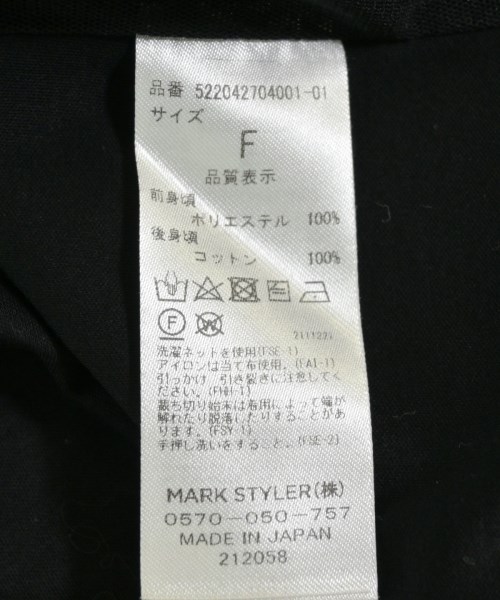 品番 522042704001-01
サイズ
F
品質表示
前身頃
ポリエステル 100%
後身頃
コットン 100%
F W
2111221
洗濯ネットを使用(FSE-1)
アイロンは当て布使用。(FAI-1)
引っかけ 引き裂きに注意してく
ださい。(FHH-1)
裁ち切り始末は着用によって端が
解れたり脱落したりすることがあ
ります。(FSY-1)
手押し洗いをすること。(FSE-2)
MARK STYLER(株)
0570-050-757
MADE IN JAPAN
212058